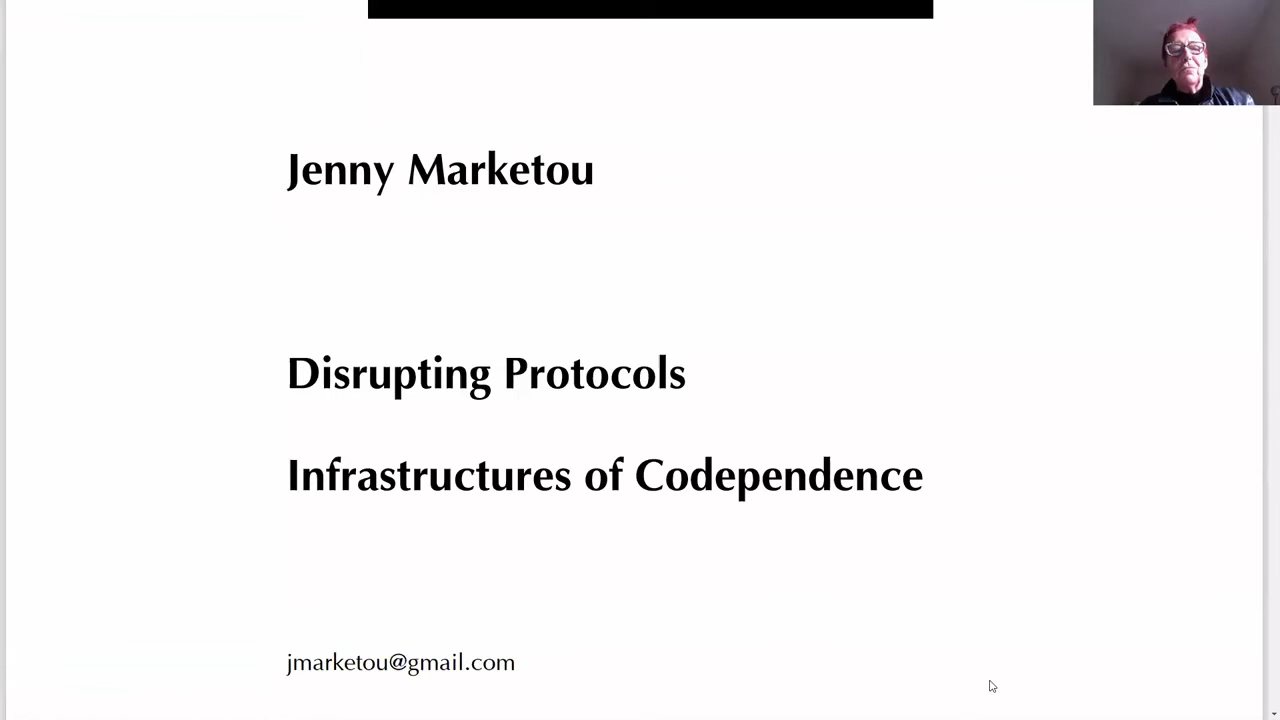 Jenny Marketou
Disrupting Protocols
Infrastructures of Codependence
jmarketou@gmail.com